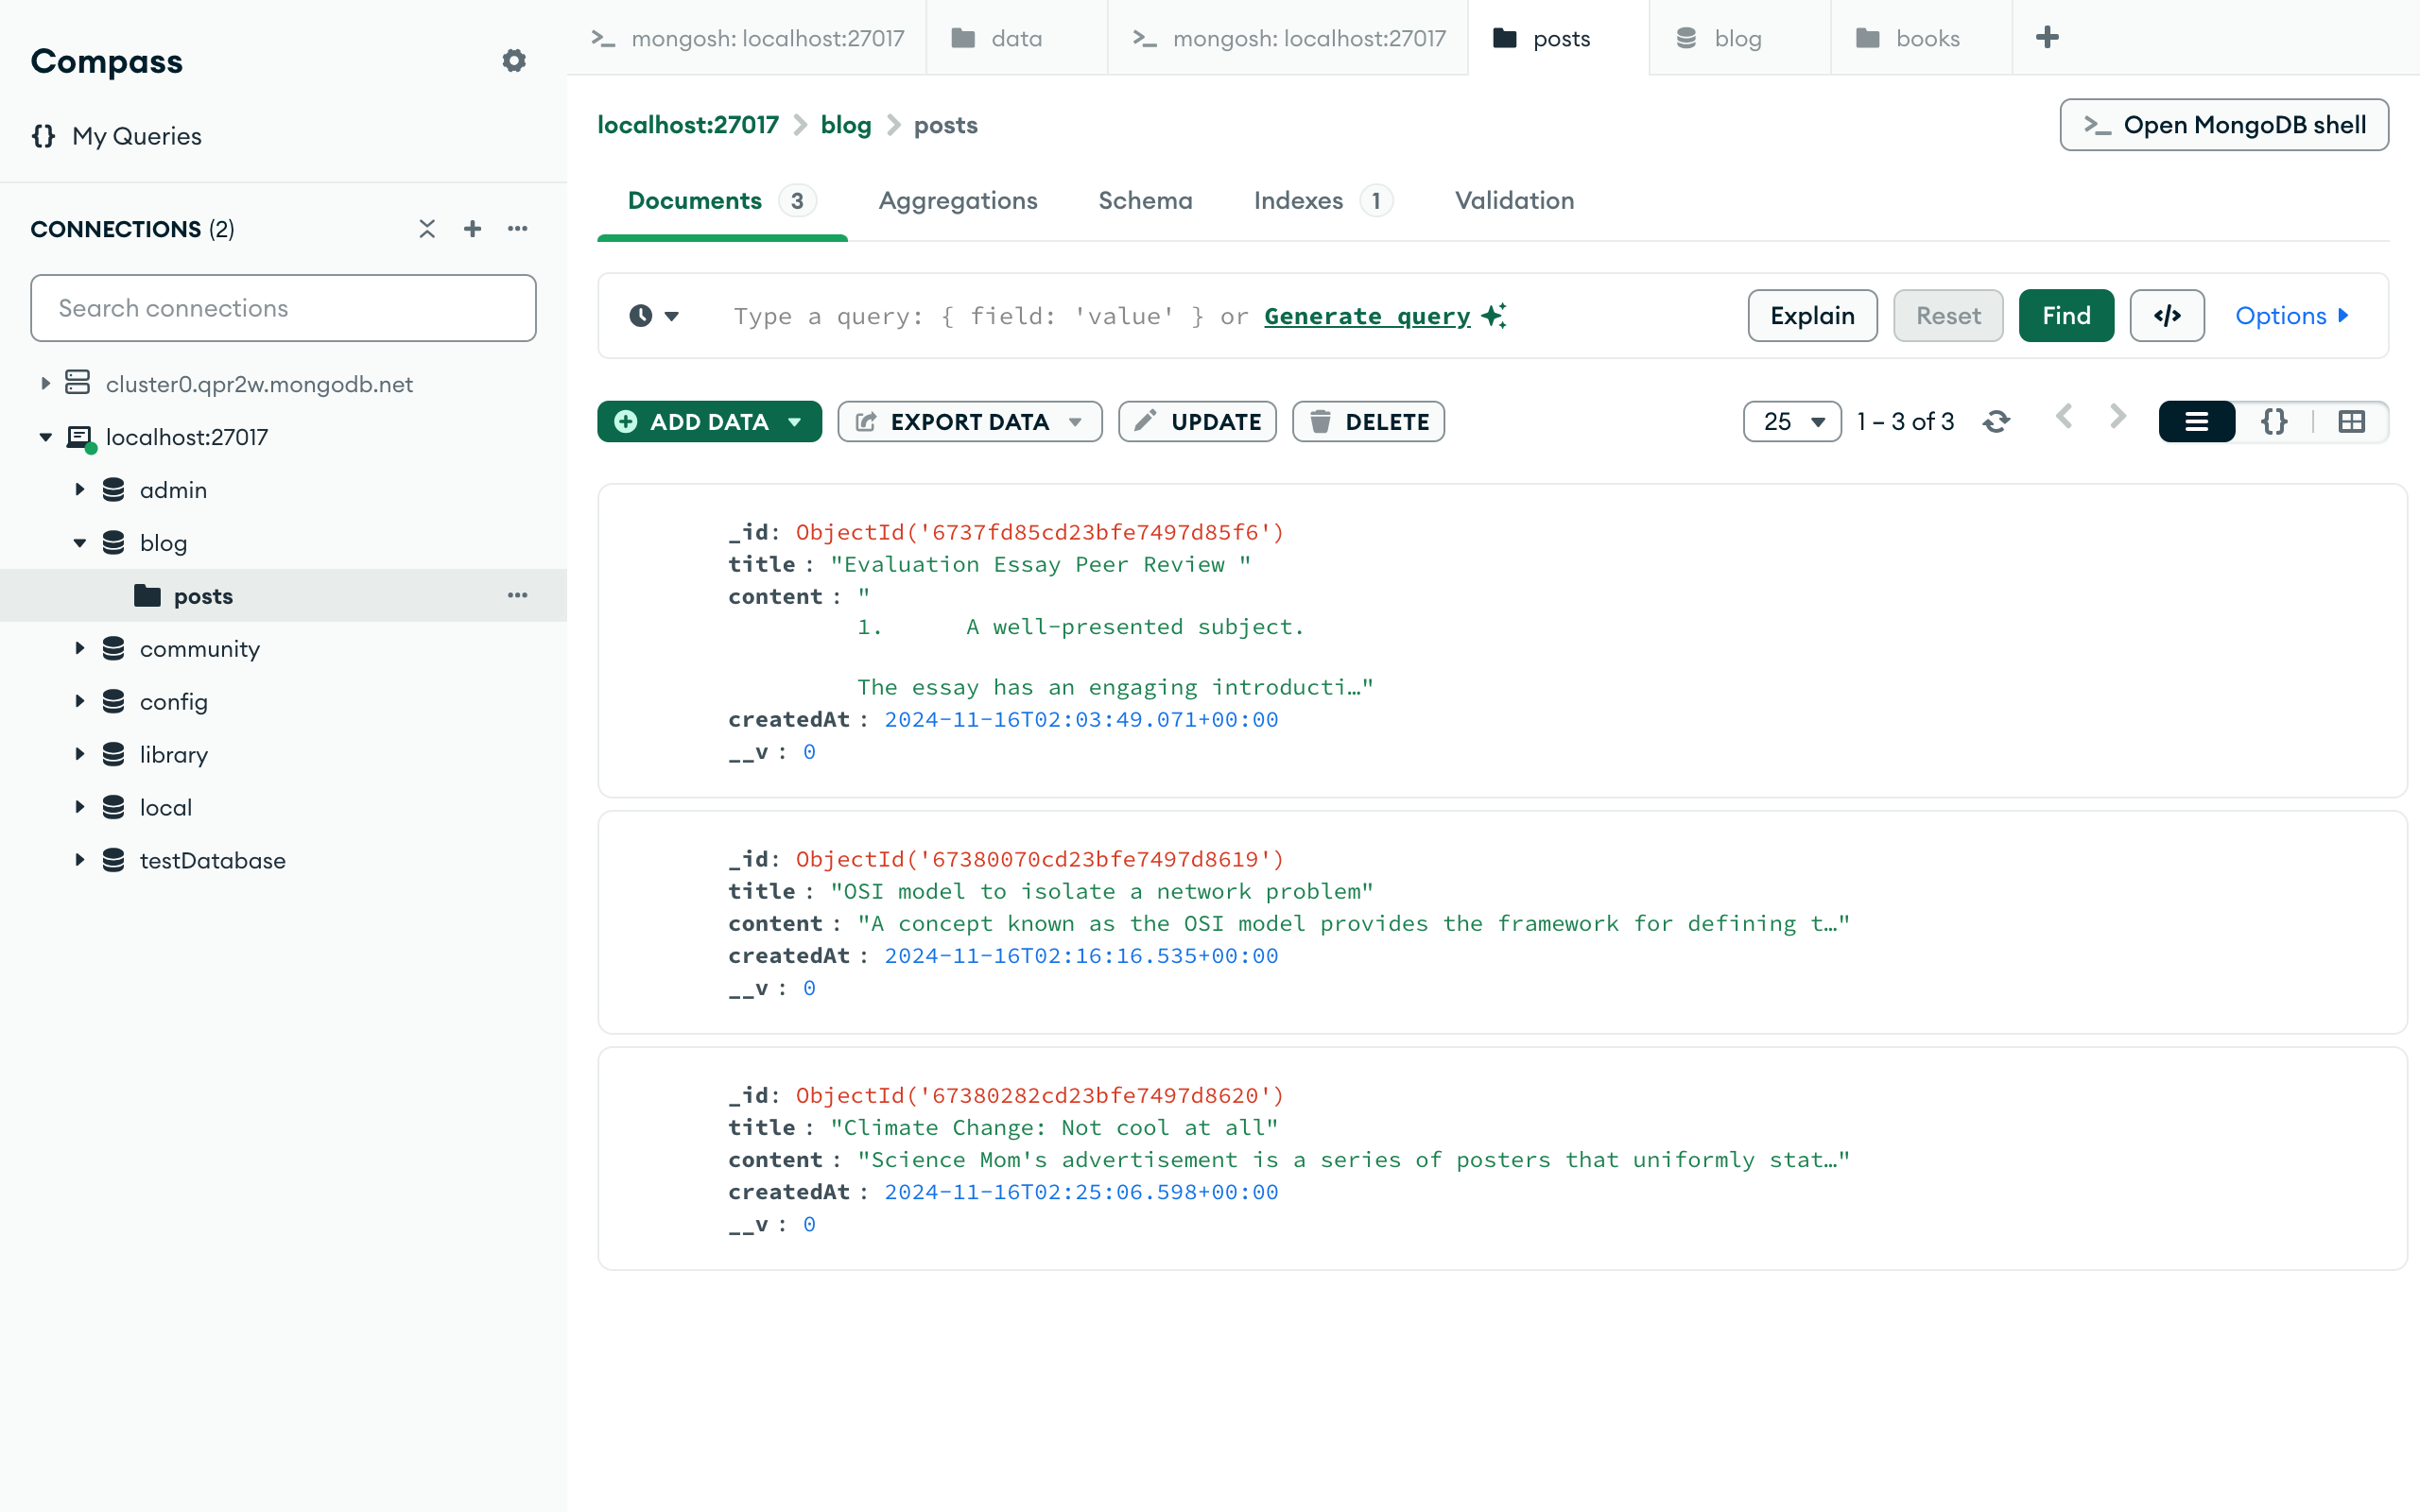 Compass
{} My Queries
CONNECTIONS (2)
Search connections
cluster0.qpr2w.mongodb.net
localhost:27017
admin
blog
posts
community
config
library
local
testDatabase
>_ mongosh: localhost:27017
data
>_ mongosh: localhost:27017
posts
blog
books
localhost:27017 > blog > posts
>_ Open MongoDB shell
Documents 3 Aggregations Schema Indexes 1 Validation
Type a query: { field: 'value' } or Generate query
Explain Reset Find </> Options
ADD DATA EXPORT DATA UPDATE DELETE
25 1 – 3 of 3 {}
_id: ObjectId('6737fd85cd23bfe7497d85f6')
title : "Evaluation Essay Peer Review "
content : "
1. A well-presented subject.
The essay has an engaging introducti…"
createdAt : 2024-11-16T02:03:49.071+00:00
__v : 0
_id: ObjectId('67380070cd23bfe7497d8619')
title : "OSI model to isolate a network problem"
content : "A concept known as the OSI model provides the framework for defining t…"
createdAt : 2024-11-16T02:16:16.535+00:00
__v : 0
_id: ObjectId('67380282cd23bfe7497d8620')
title : "Climate Change: Not cool at all"
content : "Science Mom's advertisement is a series of posters that uniformly stat…"
createdAt : 2024-11-16T02:25:06.598+00:00
__v : 0